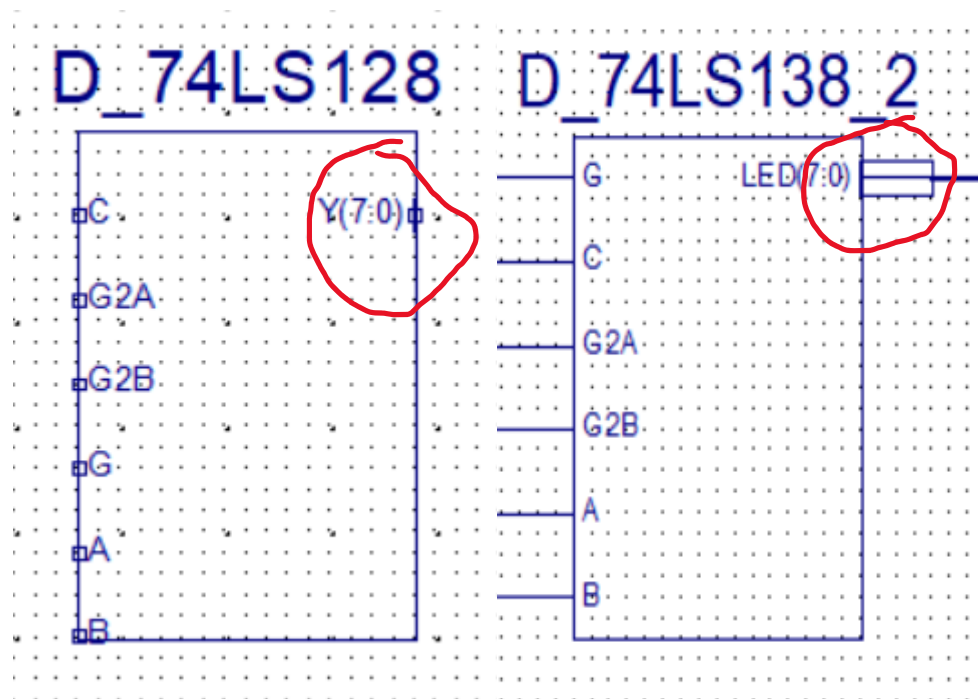 D_74LS128
C
G2A
G2B
G
A
B
Y(7:0)
D_74LS138_2
G
C
G2A
G2B
A
B
LED(7:0)